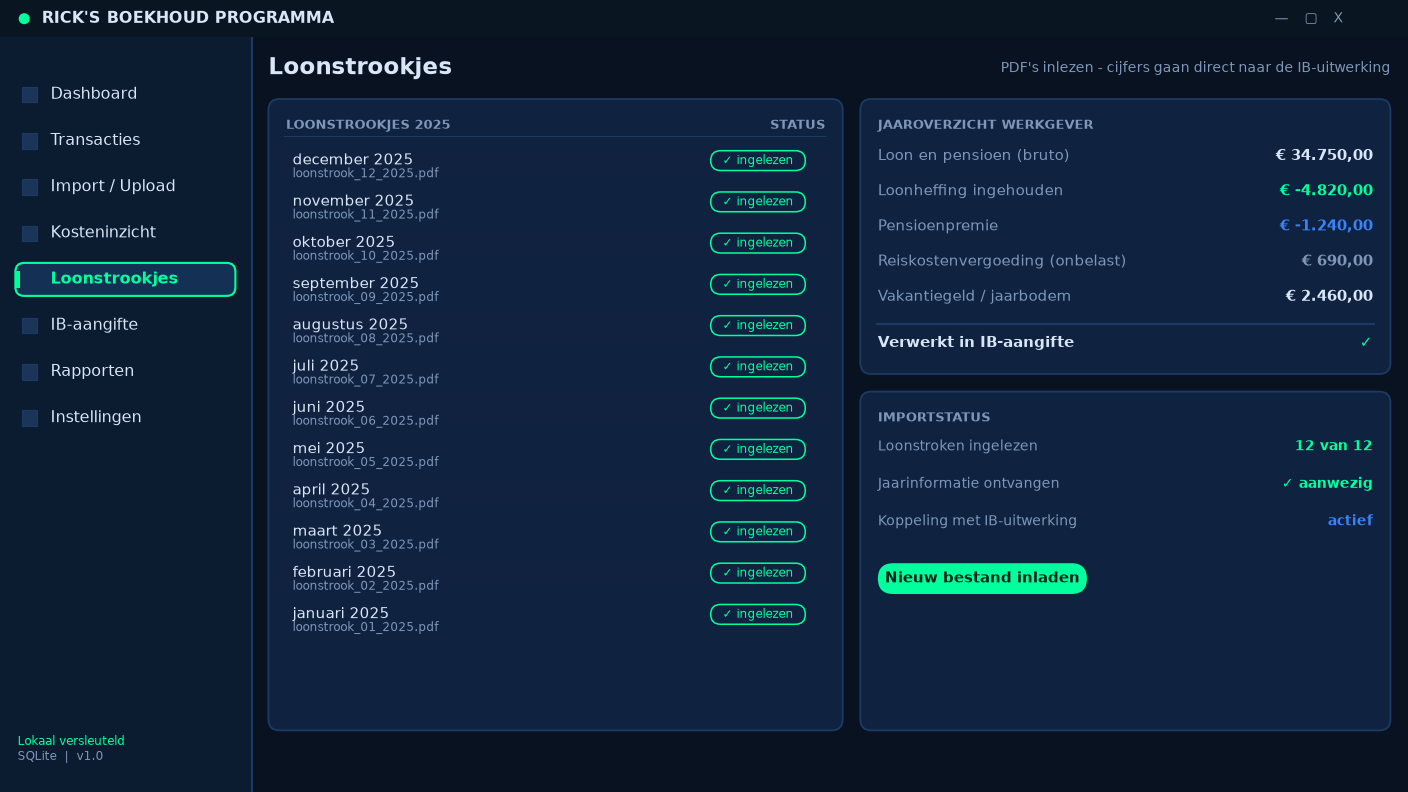 RICK'S BOEKHOUD PROGRAMMA
— ▢ X
Dashboard
Transacties
Import / Upload
Kosteninzicht
Loonstrookjes
IB-aangifte
Rapporten
Instellingen
Lokaal versleuteld
SQLite | v1.0
Loonstrookjes
PDF's inlezen - cijfers gaan direct naar de IB-uitwerking
LOONSTROOKJES 2025 STATUS
december 2025 ✓ ingelezen
loonstrook_12_2025.pdf
november 2025 ✓ ingelezen
loonstrook_11_2025.pdf
oktober 2025 ✓ ingelezen
loonstrook_10_2025.pdf
september 2025 ✓ ingelezen
loonstrook_09_2025.pdf
augustus 2025 ✓ ingelezen
loonstrook_08_2025.pdf
juli 2025 ✓ ingelezen
loonstrook_07_2025.pdf
juni 2025 ✓ ingelezen
loonstrook_06_2025.pdf
mei 2025 ✓ ingelezen
loonstrook_05_2025.pdf
april 2025 ✓ ingelezen
loonstrook_04_2025.pdf
maart 2025 ✓ ingelezen
loonstrook_03_2025.pdf
februari 2025 ✓ ingelezen
loonstrook_02_2025.pdf
januari 2025 ✓ ingelezen
loonstrook_01_2025.pdf
JAAROVERZICHT WERKGEVER
Loon en pensioen (bruto) € 34.750,00
Loonheffing ingehouden € -4.820,00
Pensioenpremie € -1.240,00
Reiskostenvergoeding (onbelast) € 690,00
Vakantiegeld / jaarbodem € 2.460,00
Verwerkt in IB-aangifte ✓
IMPORTSTATUS
Loonstroken ingelezen 12 van 12
Jaarinformatie ontvangen ✓ aanwezig
Koppeling met IB-uitwerking actief
Nieuw bestand inladen